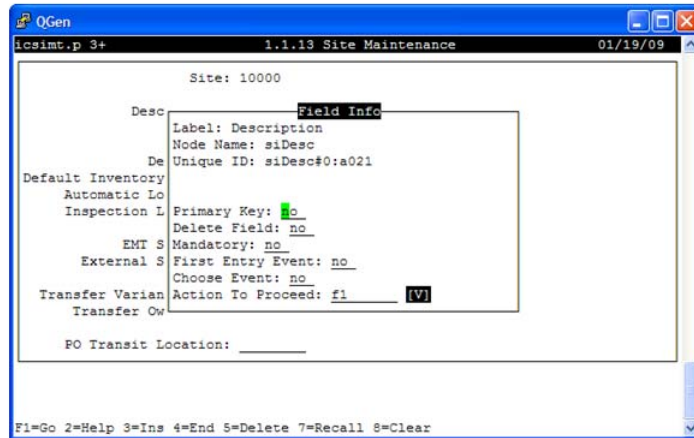 QGen
icsimt.p 3+ 1.1.13 Site Maintenance 01/19/09
Site: 10000
Desc
Field Info
Label: Description
Node Name: siDesc
De Unique ID: siDesc#0:a021
Default Inventory
Automatic Lo
Inspection L Primary Key: no
Delete Field: no
EMT S Mandatory: no
External S First Entry Event: no
Choose Event: no
Transfer Varian Action To Proceed: f1 [V]
Transfer Ow
PO Transit Location:
F1=Go 2=Help 3=Ins 4=End 5=Delete 7=Recall 8=Clear